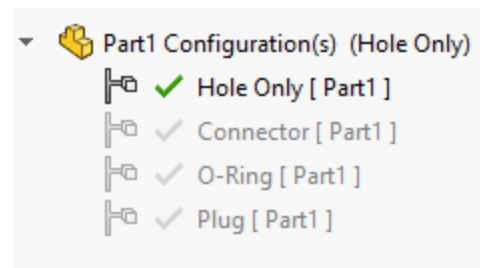 Part1 Configuration(s) (Hole Only)
Hole Only [ Part1 ]
Connector [ Part1 ]
O-Ring [ Part1 ]
Plug [ Part1 ]